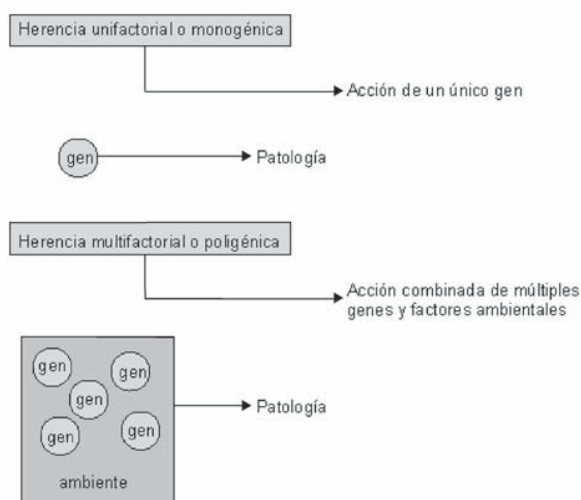 Herencia unifactorial o monogénica
Acción de un único gen
gen
Patología
Herencia multifactorial o poligénica
Acción combinada de múltiples
genes y factores ambientales
gen
gen
gen
Patología
gen
gen
ambiente